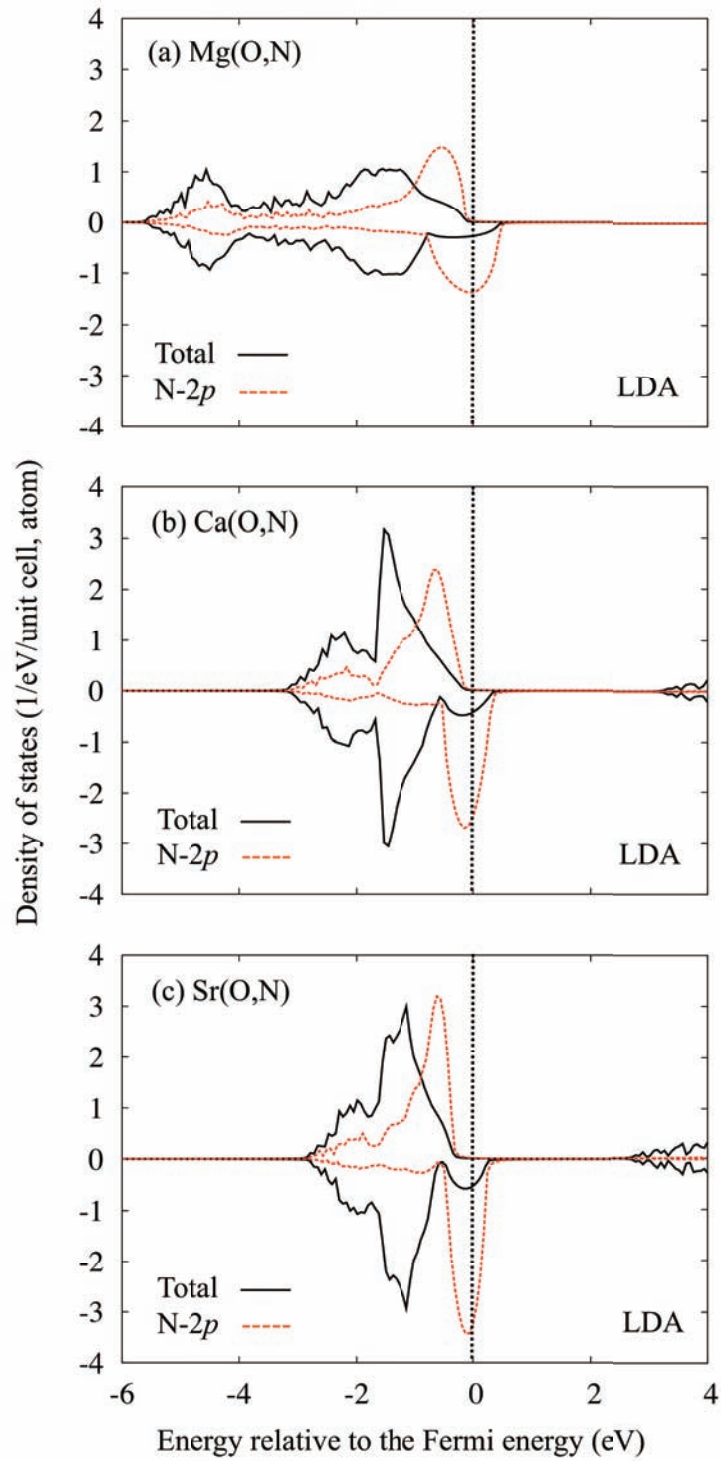 4
(a) Mg(O,N)
3
2
1
0
-1
-2
Total
-3
N-2p
LDA
-4
4
(b) Ca(O,N)
3
2
1
0
-1
-2
Total
-3
N-2p
LDA
-4
4
(c) Sr(O,N)
3
2
1
0
-1
-2
Total
-3
N-2p
LDA
-4
-6 -4 -2 0 2 4
Energy relative to the Fermi energy (eV)
Density of states (1/eV/unit cell, atom)